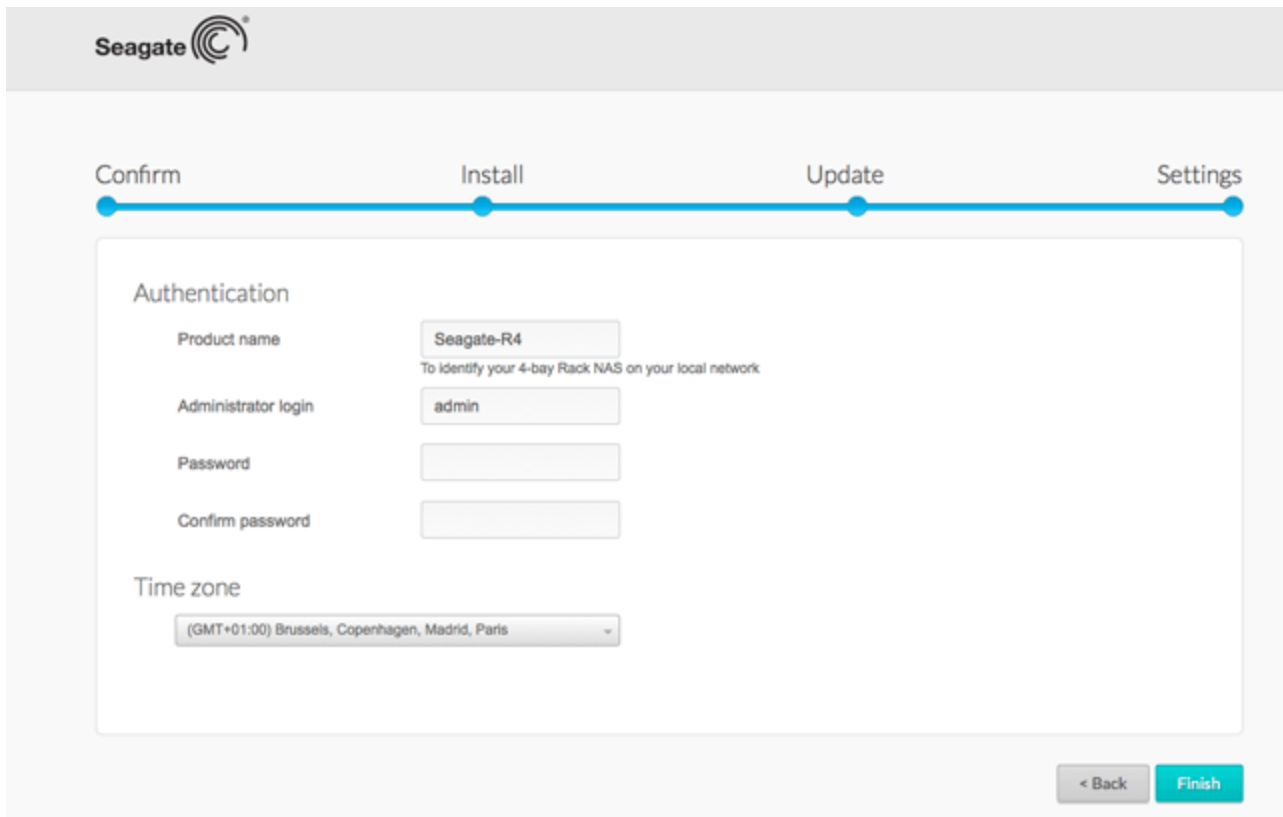 Seagate
Confirm Install Update Settings
Authentication
Product name Seagate-R4
To identify your 4-bay Rack NAS on your local network
Administrator login admin
Password
Confirm password
Time zone
(GMT+01:00) Brussels, Copenhagen, Madrid, Paris
< Back Finish